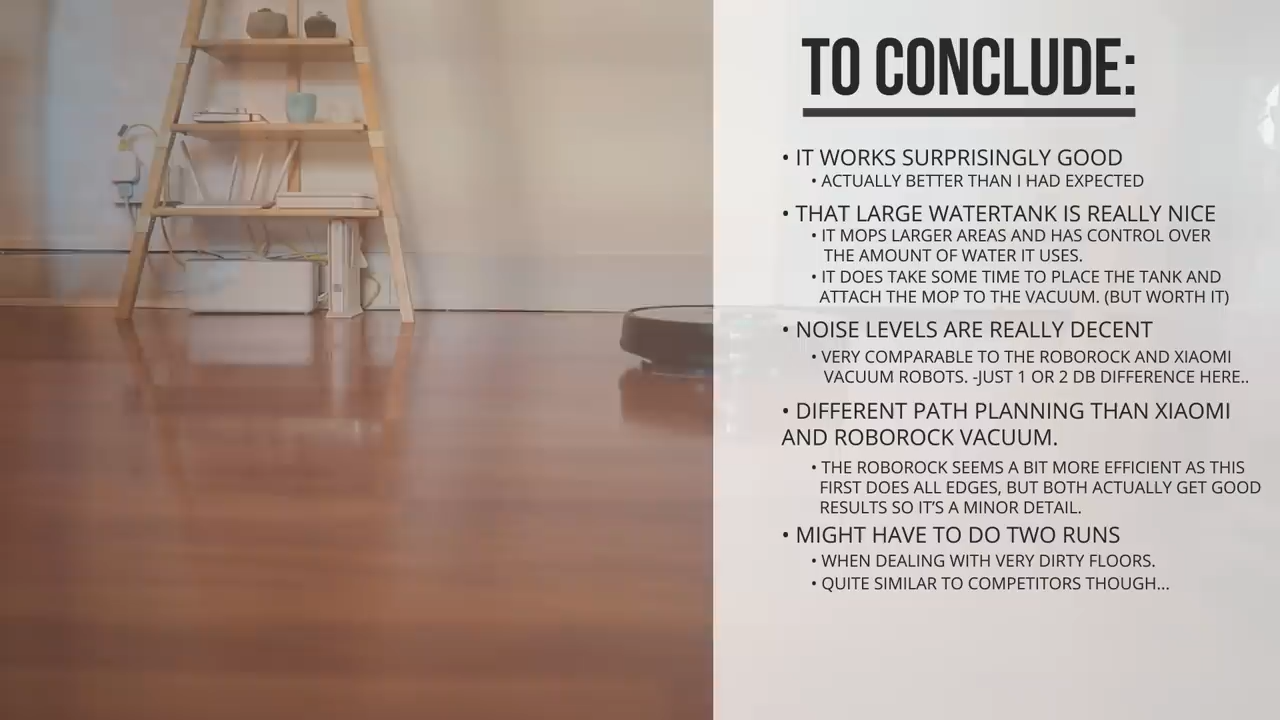 TO CONCLUDE:
• IT WORKS SURPRISINGLY GOOD
• ACTUALLY BETTER THAN I HAD EXPECTED
• THAT LARGE WATERTANK IS REALLY NICE
• IT MOPS LARGER AREAS AND HAS CONTROL OVER
THE AMOUNT OF WATER IT USES.
• IT DOES TAKE SOME TIME TO PLACE THE TANK AND
ATTACH THE MOP TO THE VACUUM. (BUT WORTH IT)
• NOISE LEVELS ARE REALLY DECENT
• VERY COMPARABLE TO THE ROBOROCK AND XIAOMI
VACUUM ROBOTS. -JUST 1 OR 2 DB DIFFERENCE HERE..
• DIFFERENT PATH PLANNING THAN XIAOMI
AND ROBOROCK VACUUM.
• THE ROBOROCK SEEMS A BIT MORE EFFICIENT AS THIS
FIRST DOES ALL EDGES, BUT BOTH ACTUALLY GET GOOD
RESULTS SO IT'S A MINOR DETAIL.
• MIGHT HAVE TO DO TWO RUNS
• WHEN DEALING WITH VERY DIRTY FLOORS.
• QUITE SIMILAR TO COMPETITORS THOUGH...